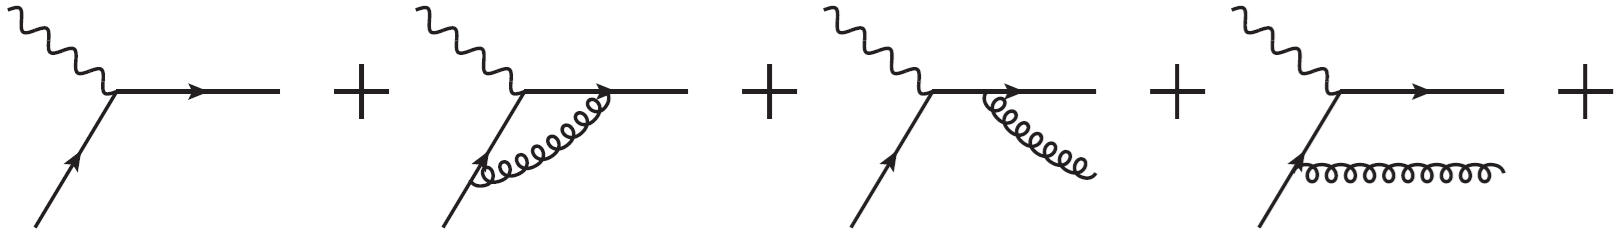 + + + +